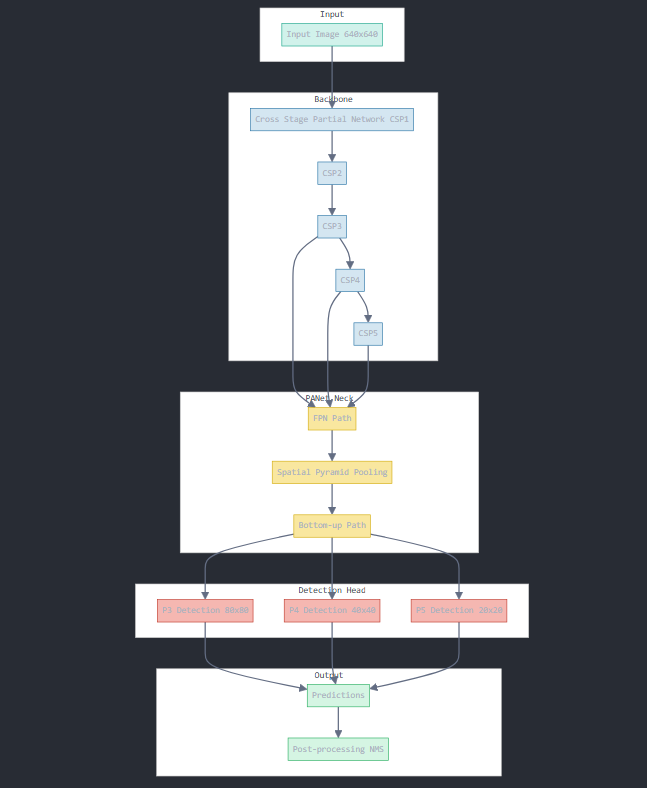 Input
Input Image 640x640
Backbone
Cross Stage Partial Network CSP1
CSP2
CSP3
CSP4
CSP5
PANet Neck
FPN Path
Spatial Pyramid Pooling
Bottom-up Path
Detection Head
P3 Detection 80x80
P4 Detection 40x40
P5 Detection 20x20
Output
Predictions
Post-processing NMS